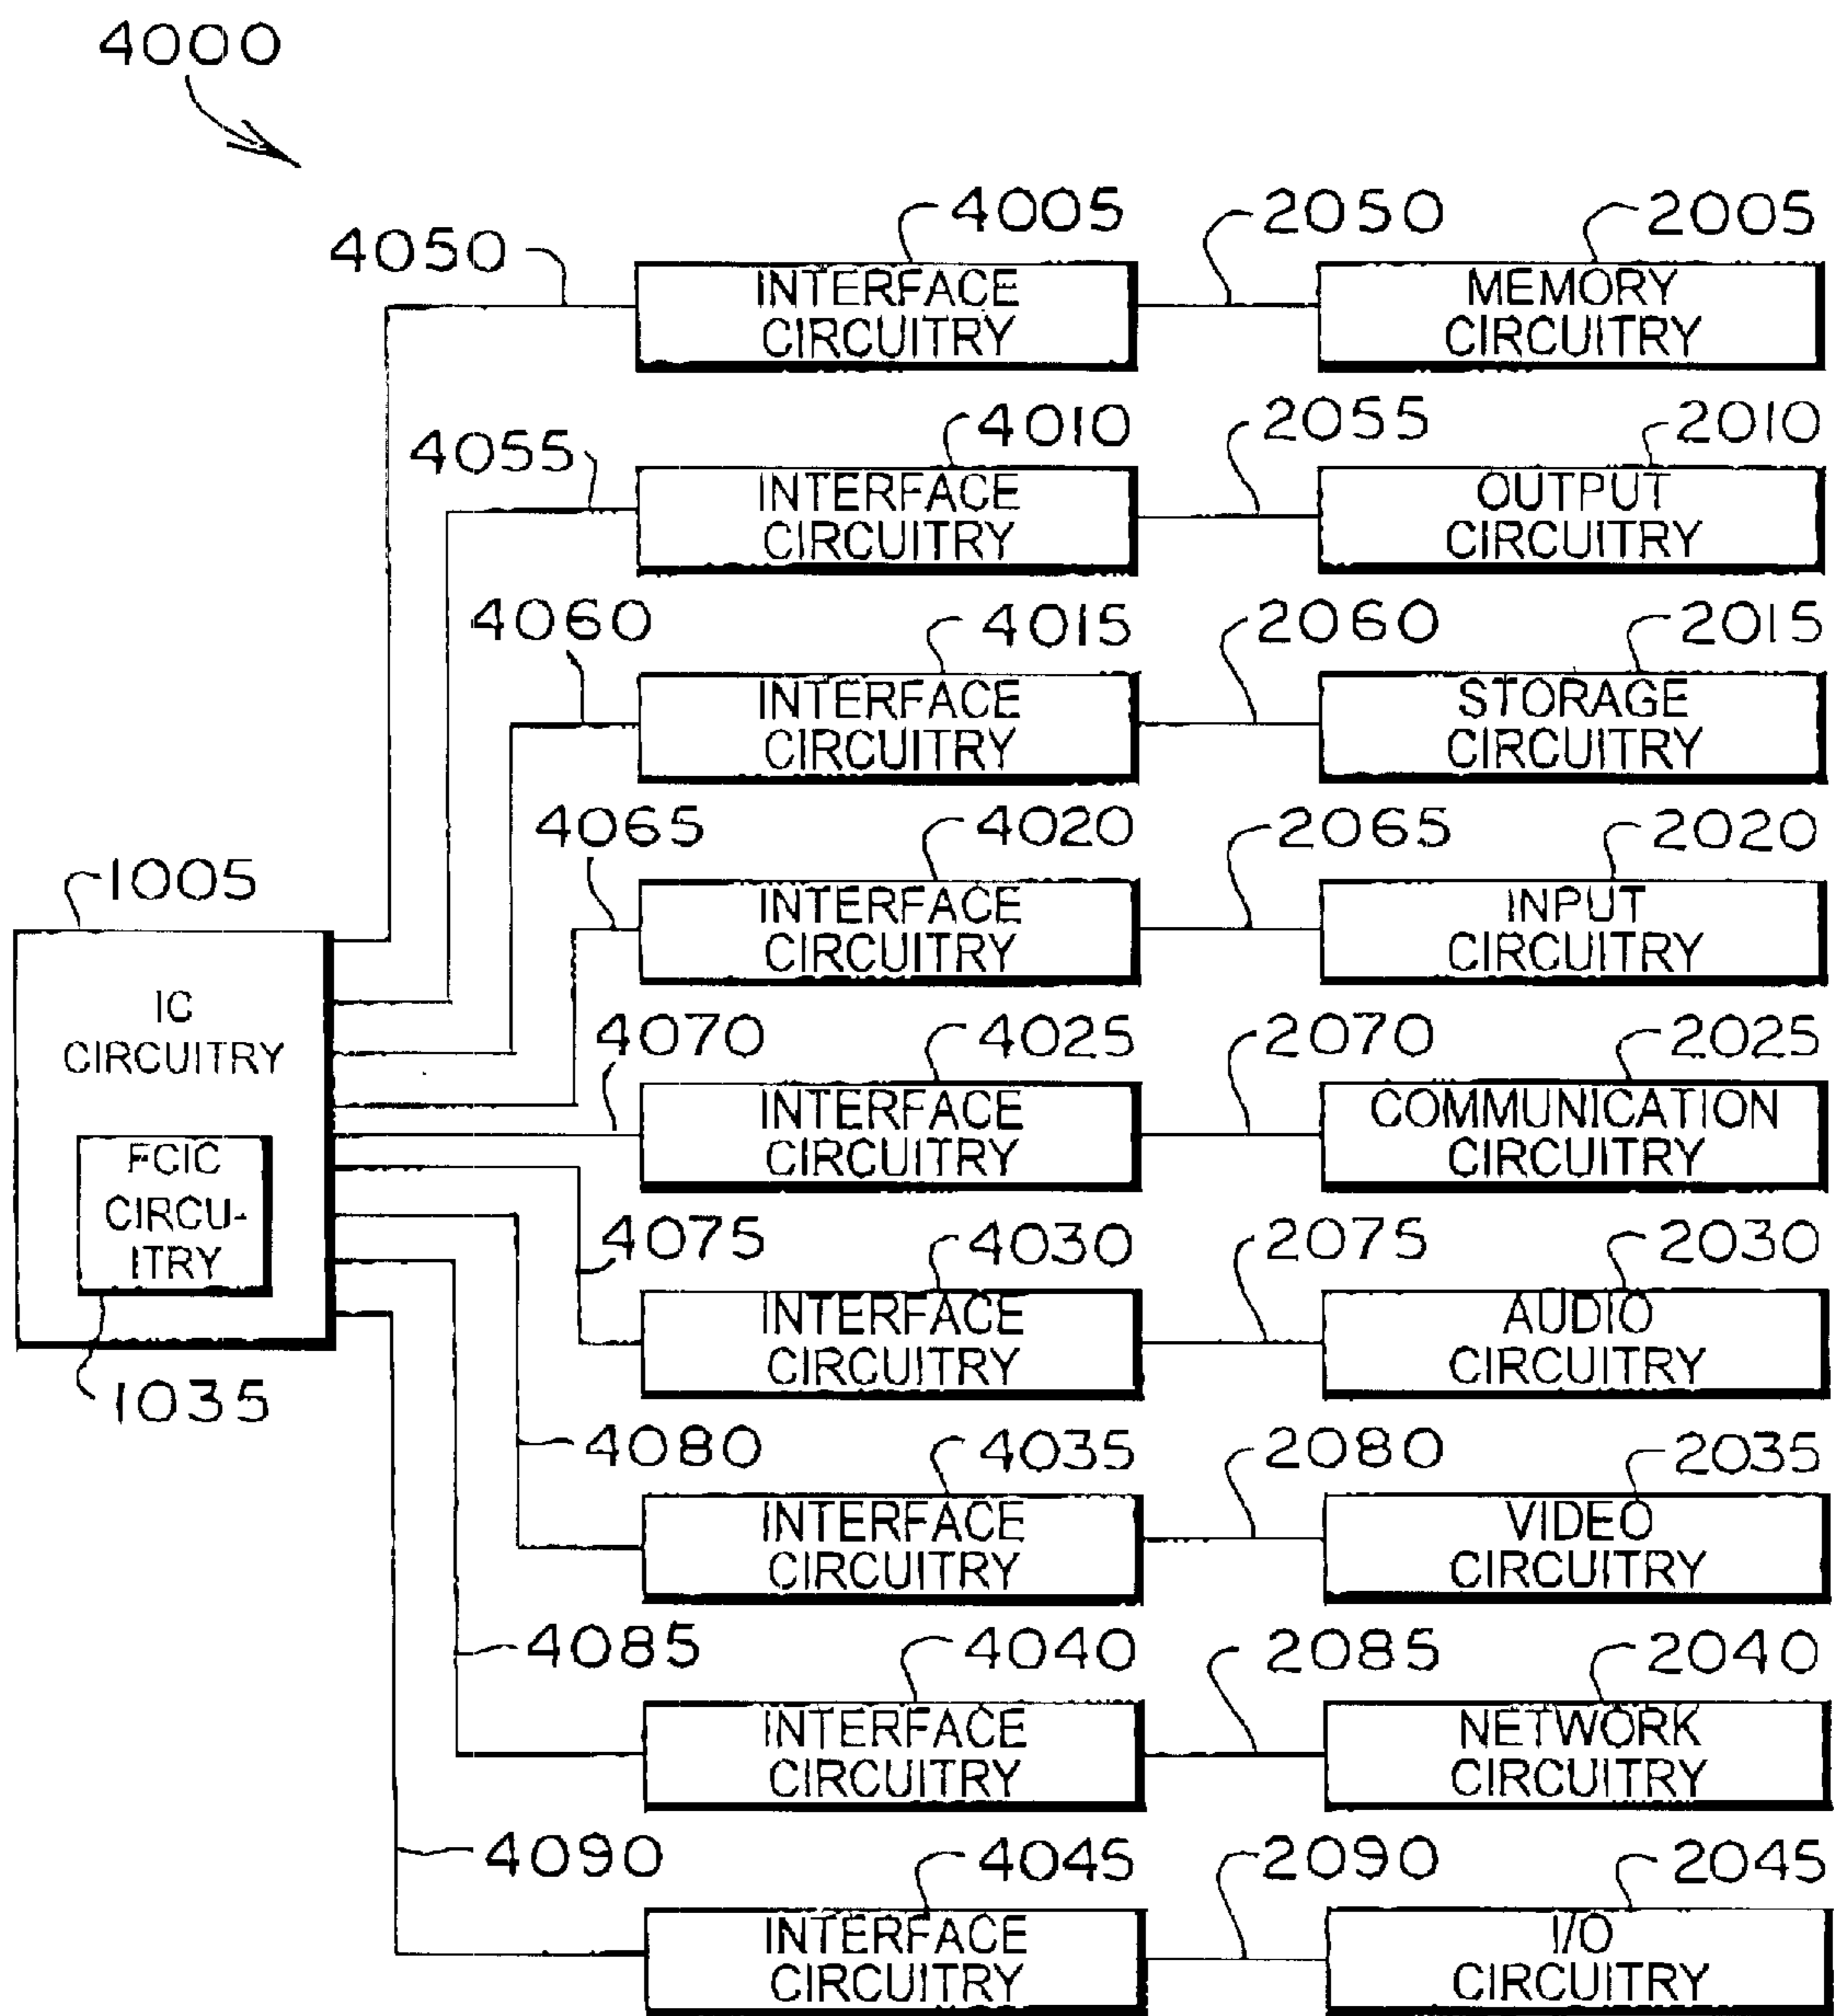 4000
4005
2050
2005
4050
INTERFACE
CIRCUITRY
MEMORY
CIRCUITRY
4010
2055
2010
4055
INTERFACE
CIRCUITRY
OUTPUT
CIRCUITRY
4060
4015
2060
2015
INTERFACE
CIRCUITRY
STORAGE
CIRCUITRY
4065
4020
2065
2020
INTERFACE
CIRCUITRY
INPUT
CIRCUITRY
1005
IC
CIRCUITRY
FCIC
CIRCU-
ITRY
1035
4070
4025
2070
2025
INTERFACE
CIRCUITRY
COMMUNICATION
CIRCUITRY
4075
4030
2075
2030
INTERFACE
CIRCUITRY
AUDIO
CIRCUITRY
4080
4035
2080
2035
INTERFACE
CIRCUITRY
VIDEO
CIRCUITRY
4085
4040
2085
2040
INTERFACE
CIRCUITRY
NETWORK
CIRCUITRY
4090
4045
2090
2045
INTERFACE
CIRCUITRY
I/O
CIRCUITRY